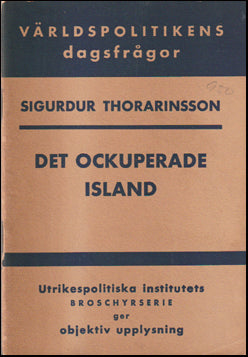 VÄRLDSPOLITIKENS
dagsfrågor
SIGURDUR THORARINSSON
DET OCKUPERADE
ISLAND
Utrikespolitiska institutets
BROSCHYRSERIE
ger
objektiv upplysning